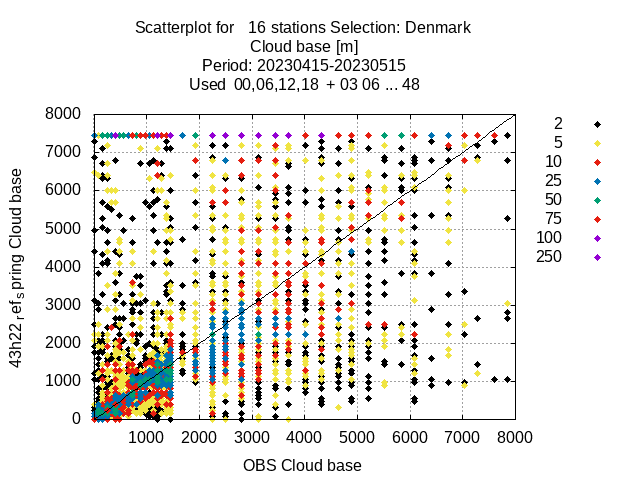 Scatterplot for   16 stations Selection: Denmark
Cloud base [m]
Period: 20230415-20230515
Used  00,06,12,18  + 03 06 ... 48
43h22_ref_spring Cloud base
8000
7000
6000
5000
4000
3000
2000
1000
0
1000 2000 3000 4000 5000 6000 7000 8000
OBS Cloud base
2
5
10
25
50
75
100
250